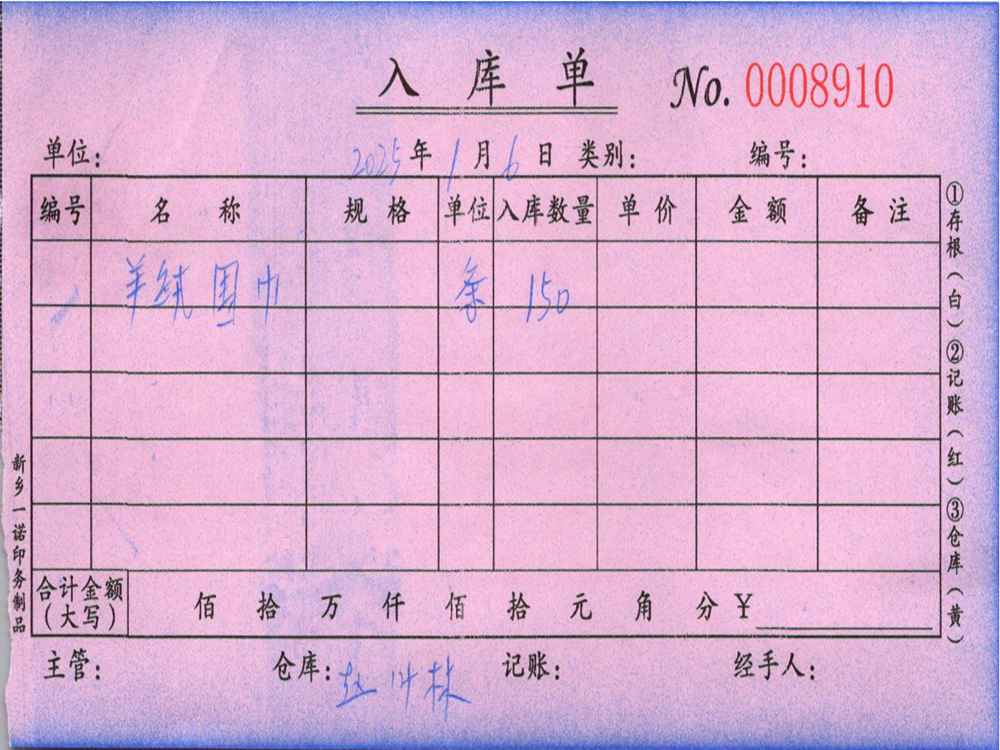 入库单 No. 0008910
单位： 2025年1月6日 类别： 编号：
编号 名称 规格 单位 入库数量 单价 金额 备注
羊绒围巾 条 150
合计金额（大写） 佰 拾 万 仟 佰 拾 元 角 分 ¥
主管： 仓库： 记账： 经手人：
①存根（白）②记账（红）③仓库（黄）
新乡一诺印务制品